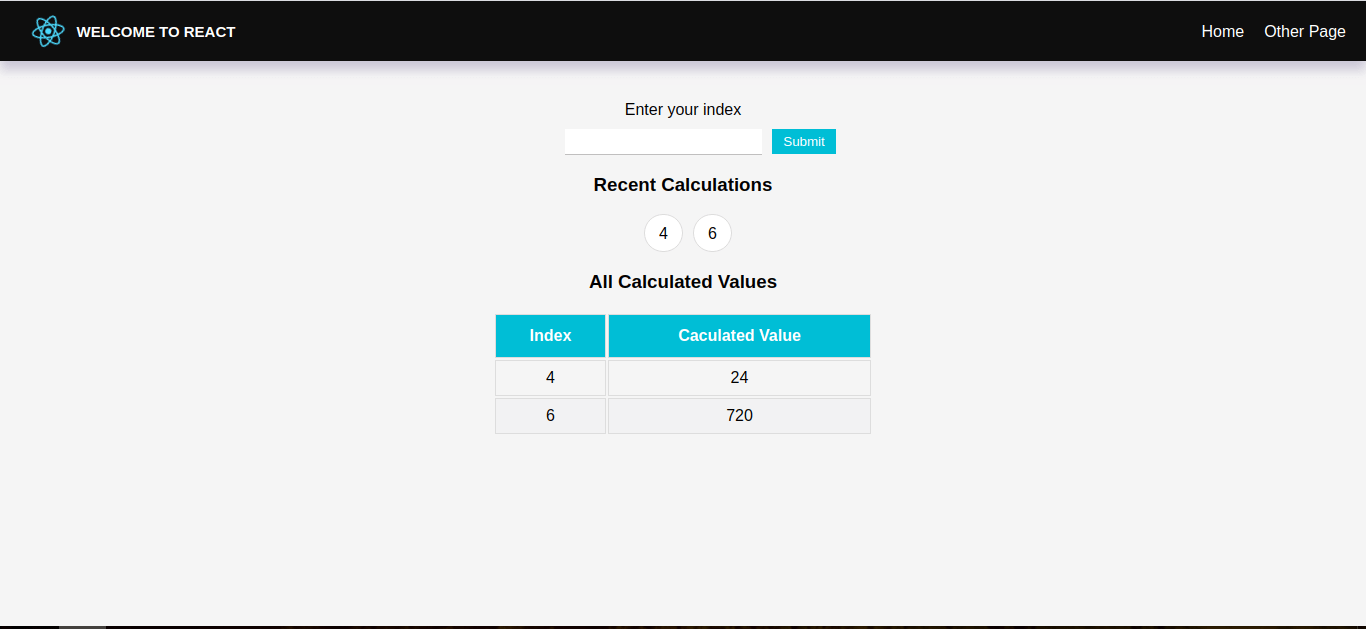 WELCOME TO REACT Home Other Page
Enter your index
Submit
Recent Calculations
4 6
All Calculated Values
Index Caculated Value
4 24
6 720